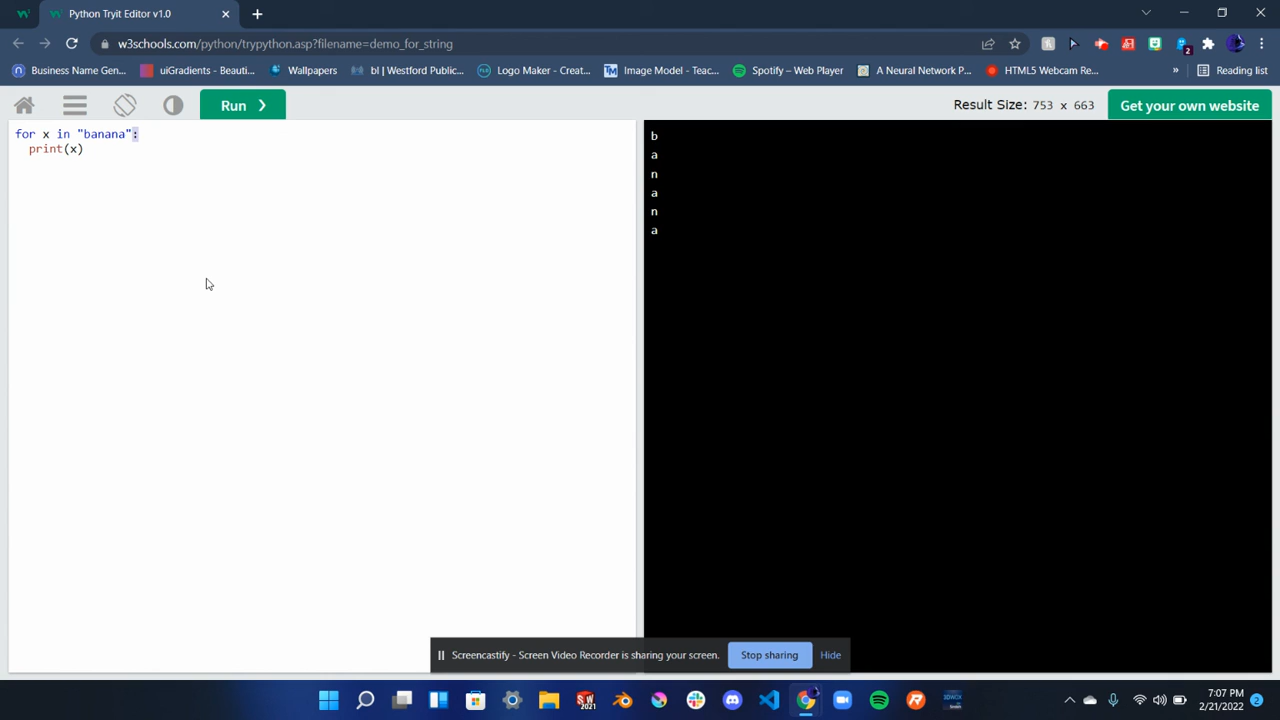 Python Tryit Editor v1.0
w3schools.com/python/trypython.asp?filename=demo_for_string
2
Business Name Gen...
uiGradients - Beauti...
Wallpapers
bl | Westford Public...
Logo Maker - Creat...
Image Model - Teac...
Spotify – Web Player
A Neural Network P...
HTML5 Webcam Re...
»
Reading list
Run ❯
Result Size: 753 x 663
Get your own website
for x in "banana":
print(x)
b
a
n
a
n
a
Screencastify - Screen Video Recorder is sharing your screen.
Stop sharing
Hide
SW
2021
7:07 PM
2/21/2022